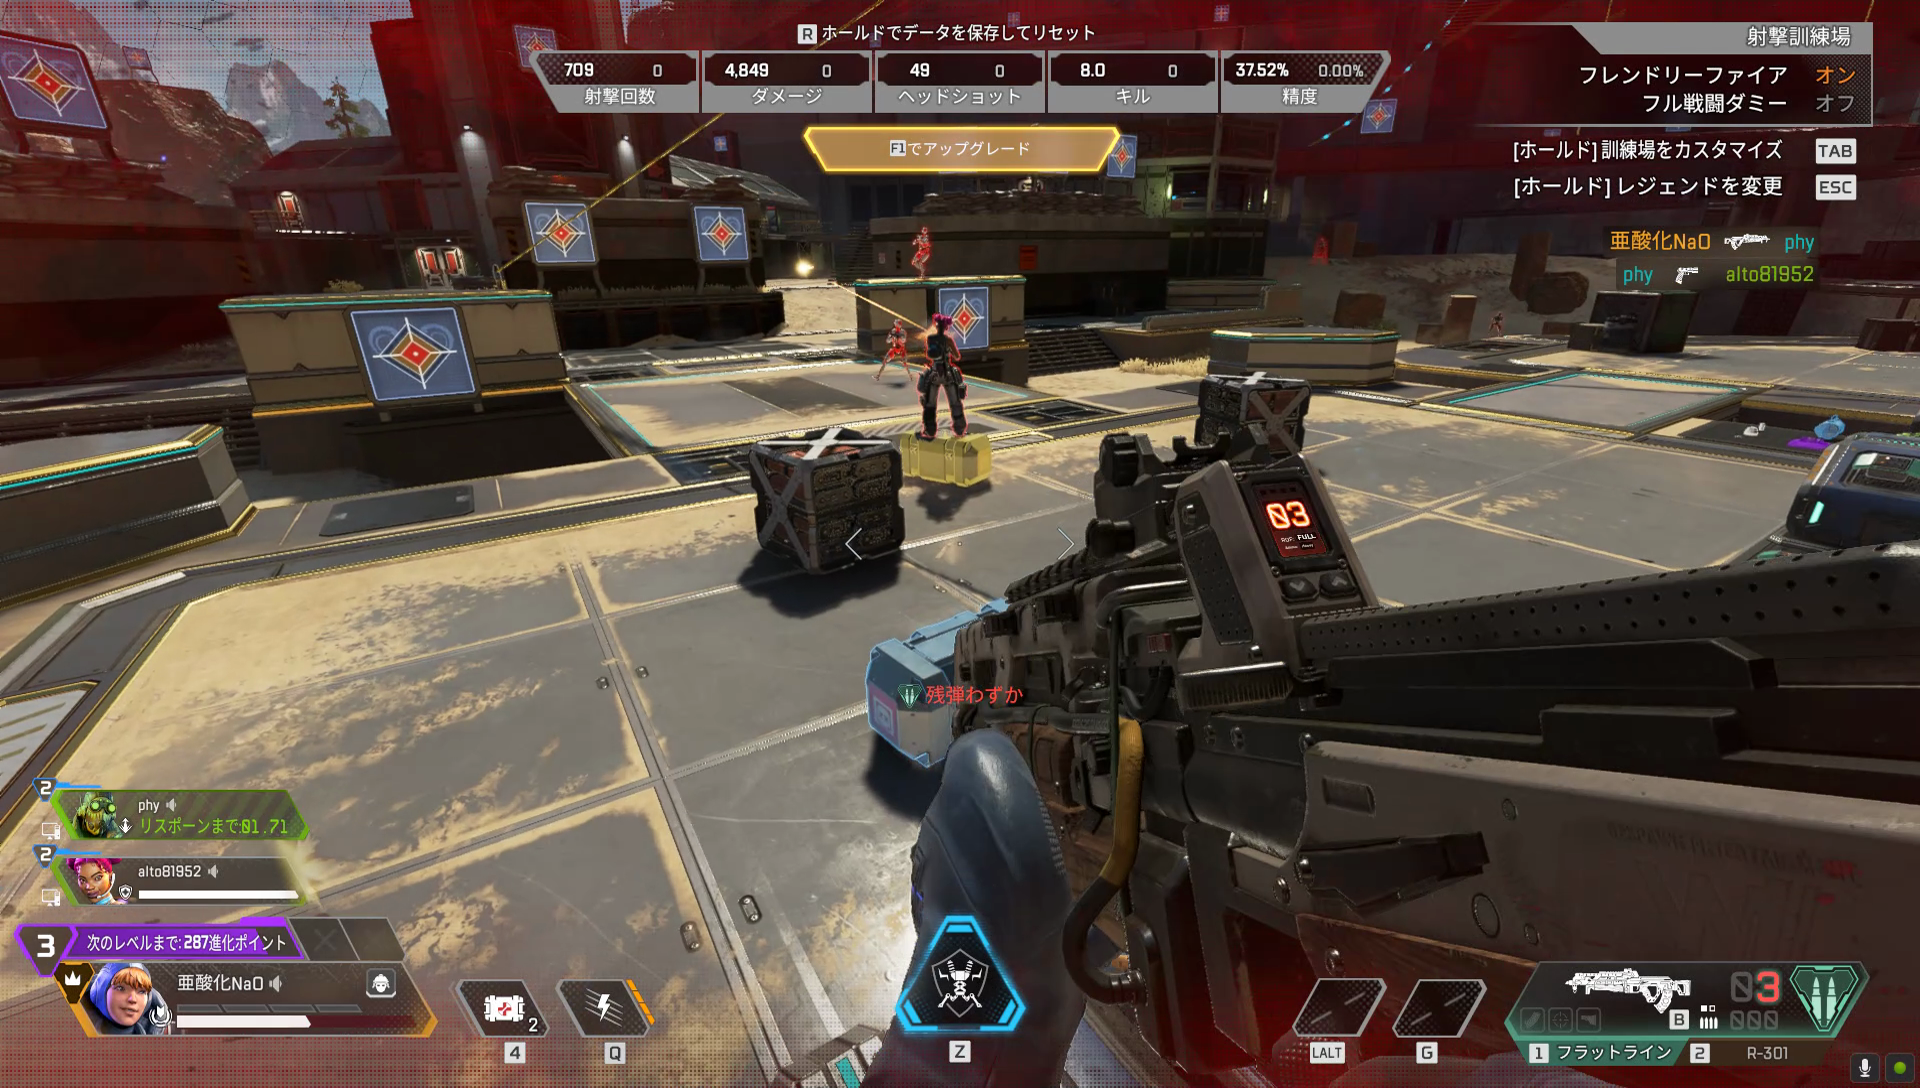 R ホールドでデータを保存してリセット
709 0 4,849 0 49 0 8.0 0 37.52% 0.00%
射撃回数 ダメージ ヘッドショット キル 精度
F1でアップグレード
射撃訓練場
フレンドリーファイア オン
フル戦闘ダミー オフ
[ホールド]訓練場をカスタマイズ TAB
[ホールド]レジェンドを変更 ESC
亜酸化NaO phy
phy alto81952
03
FULL
残弾わずか
2
phy
リスポーンまで:01.71
2
alto81952
3 次のレベルまで:287進化ポイント
亜酸化NaO
2
4 Q Z LALT G
03
B 000
1 フラットライン 2 R-301